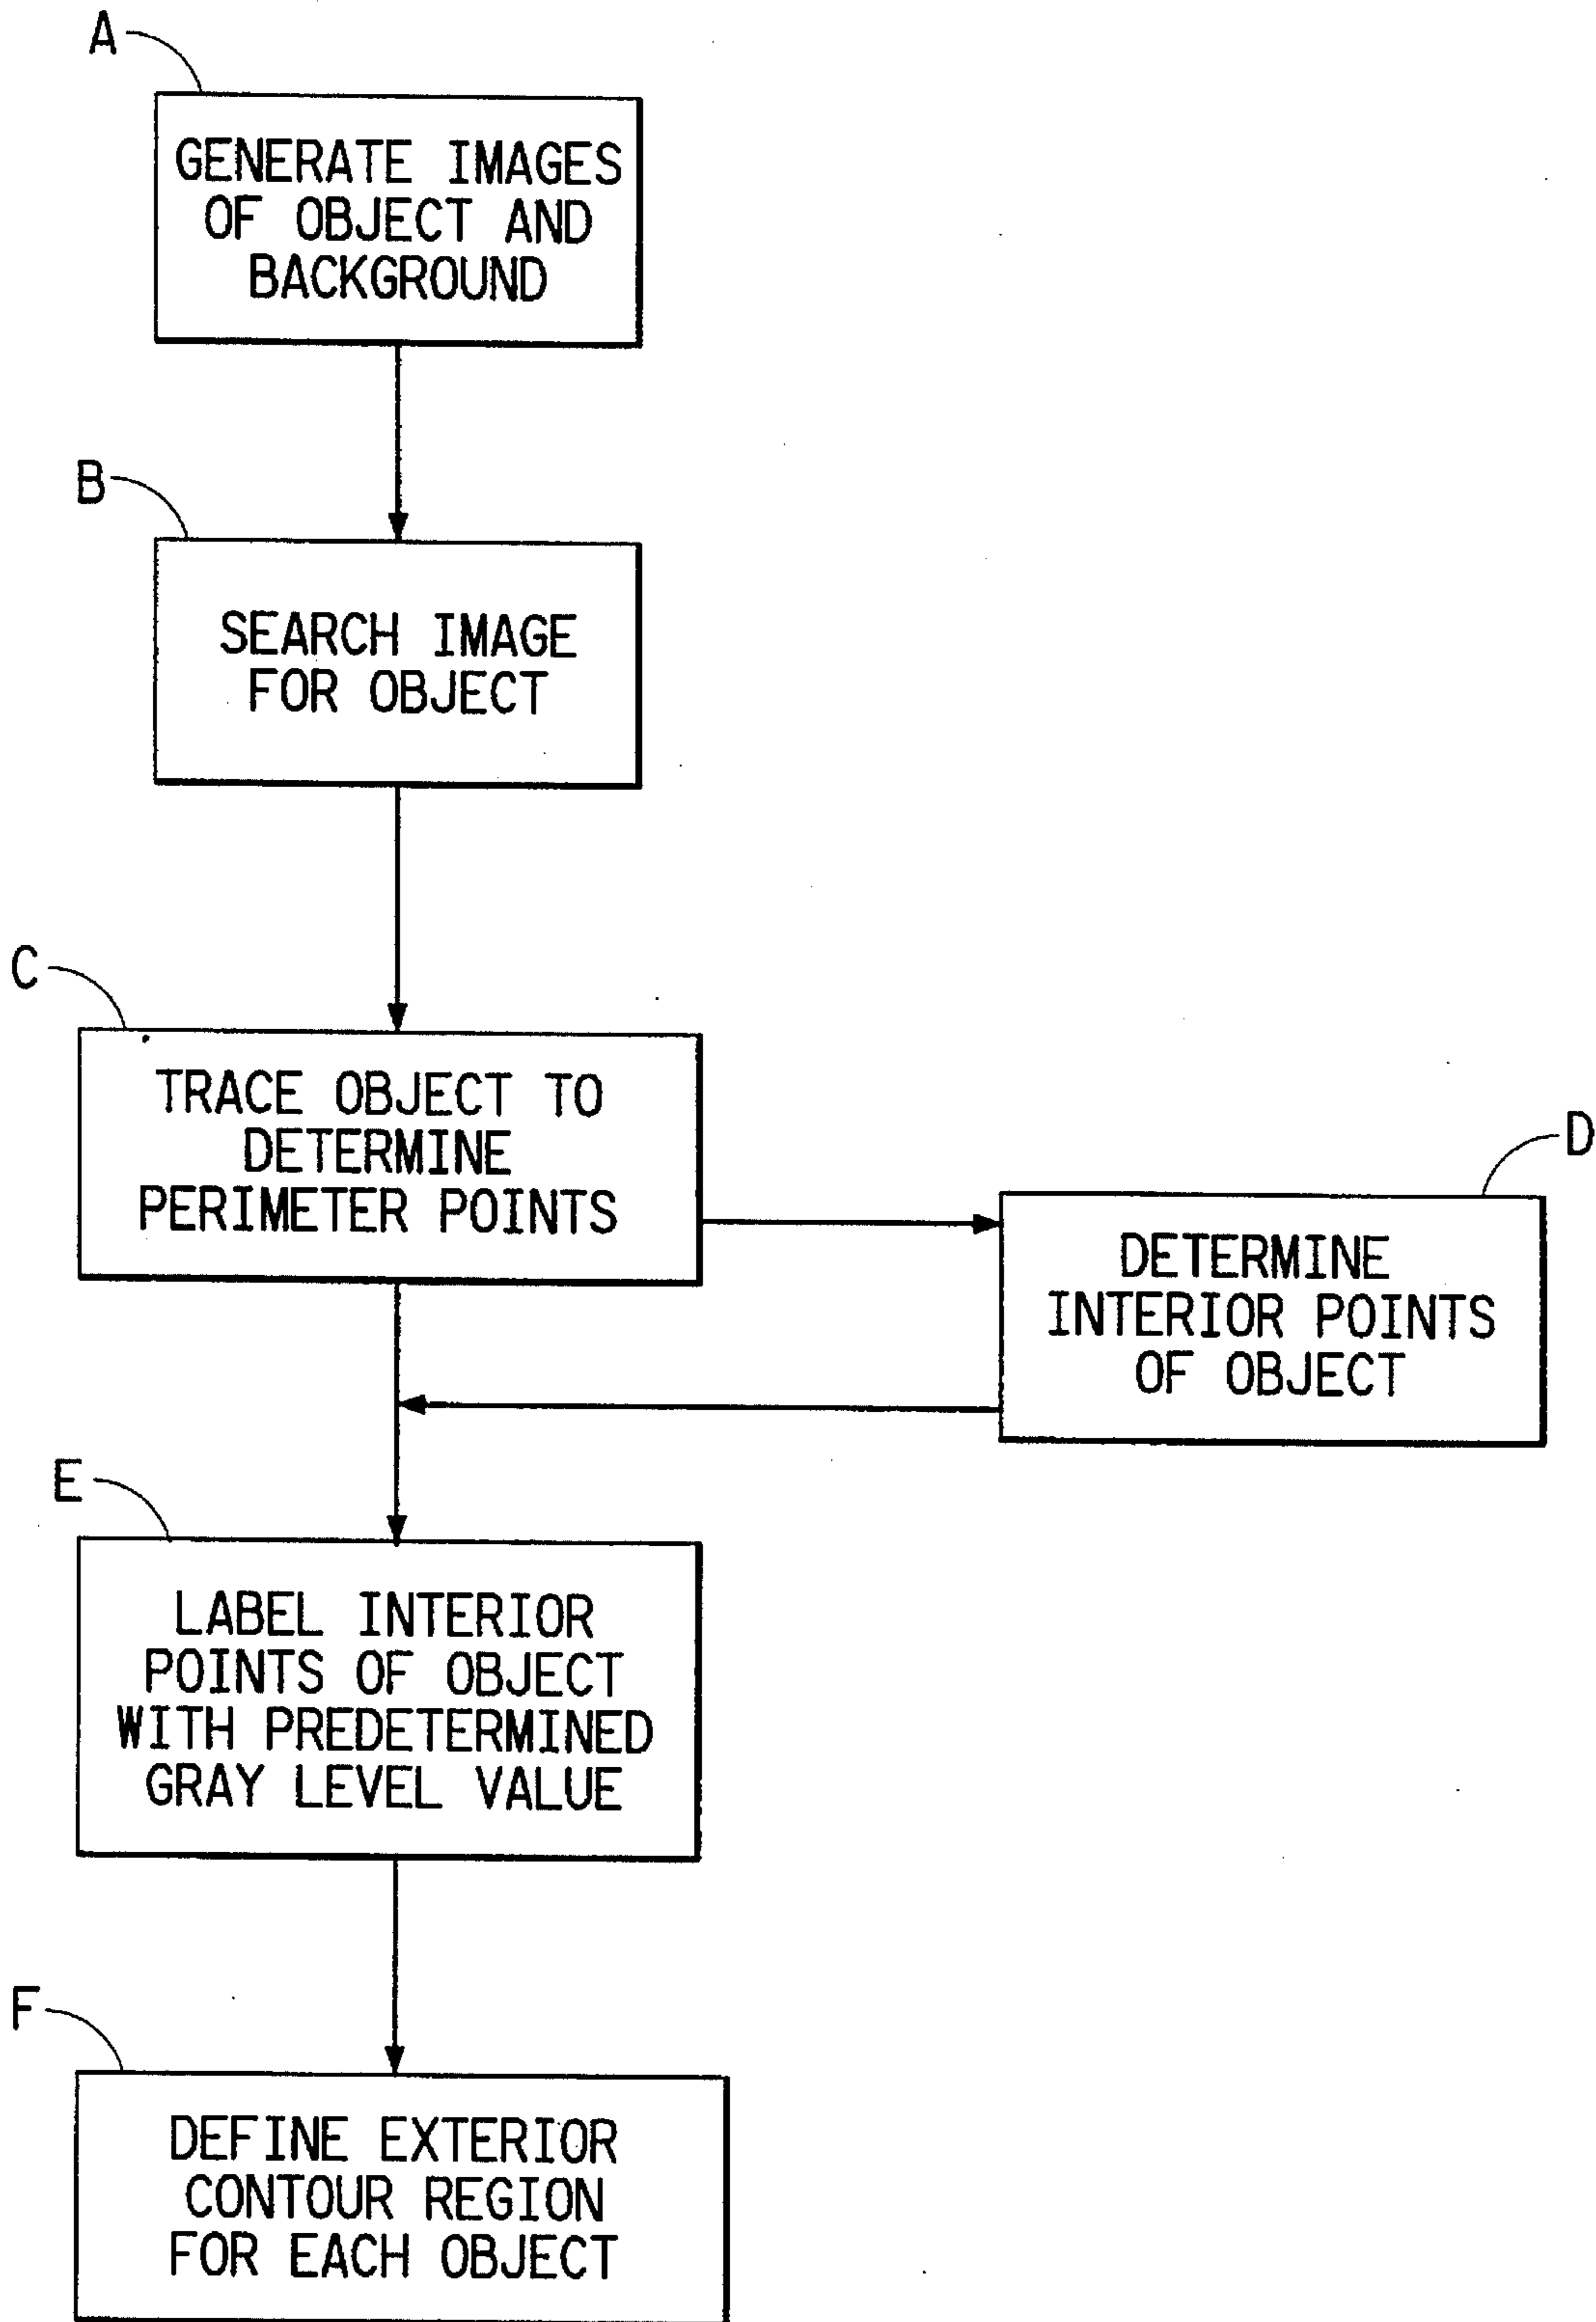 A
GENERATE IMAGES
OF OBJECT AND
BACKGROUND
B
SEARCH IMAGE
FOR OBJECT
C
TRACE OBJECT TO
DETERMINE
PERIMETER POINTS
D
DETERMINE
INTERIOR POINTS
OF OBJECT
E
LABEL INTERIOR
POINTS OF OBJECT
WITH PREDETERMINED
GRAY LEVEL VALUE
F
DEFINE EXTERIOR
CONTOUR REGION
FOR EACH OBJECT